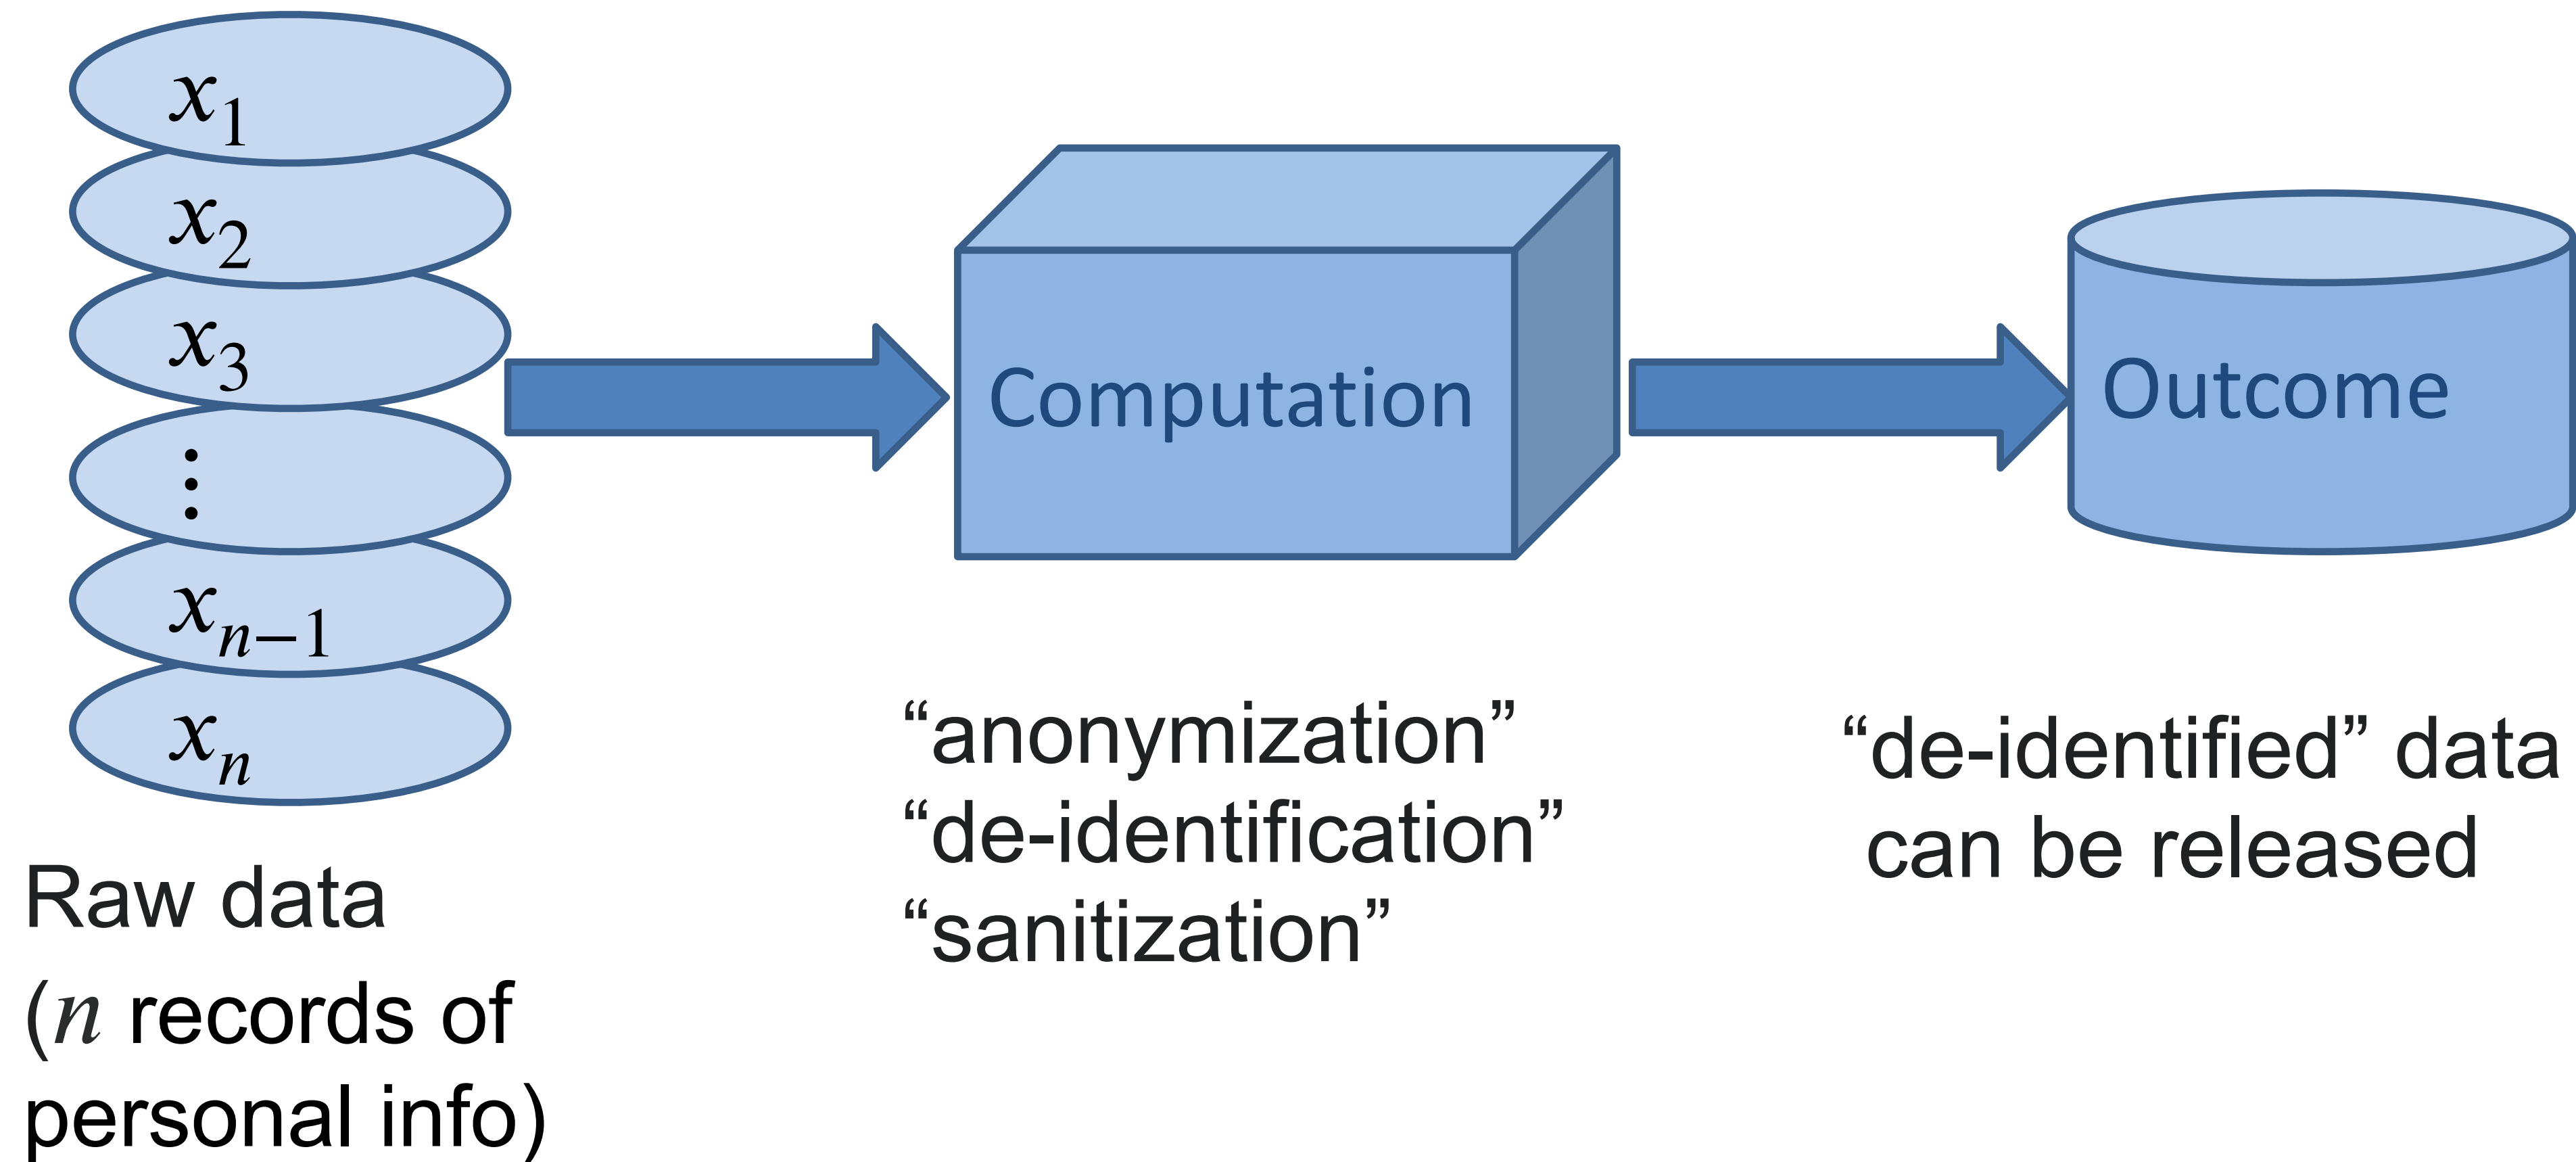 x₁
x₂
x₃
⋮
xₙ₋₁
xₙ
Raw data
(n records of
personal info)
Computation
“anonymization”
“de-identification”
“sanitization”
Outcome
“de-identified” data
can be released